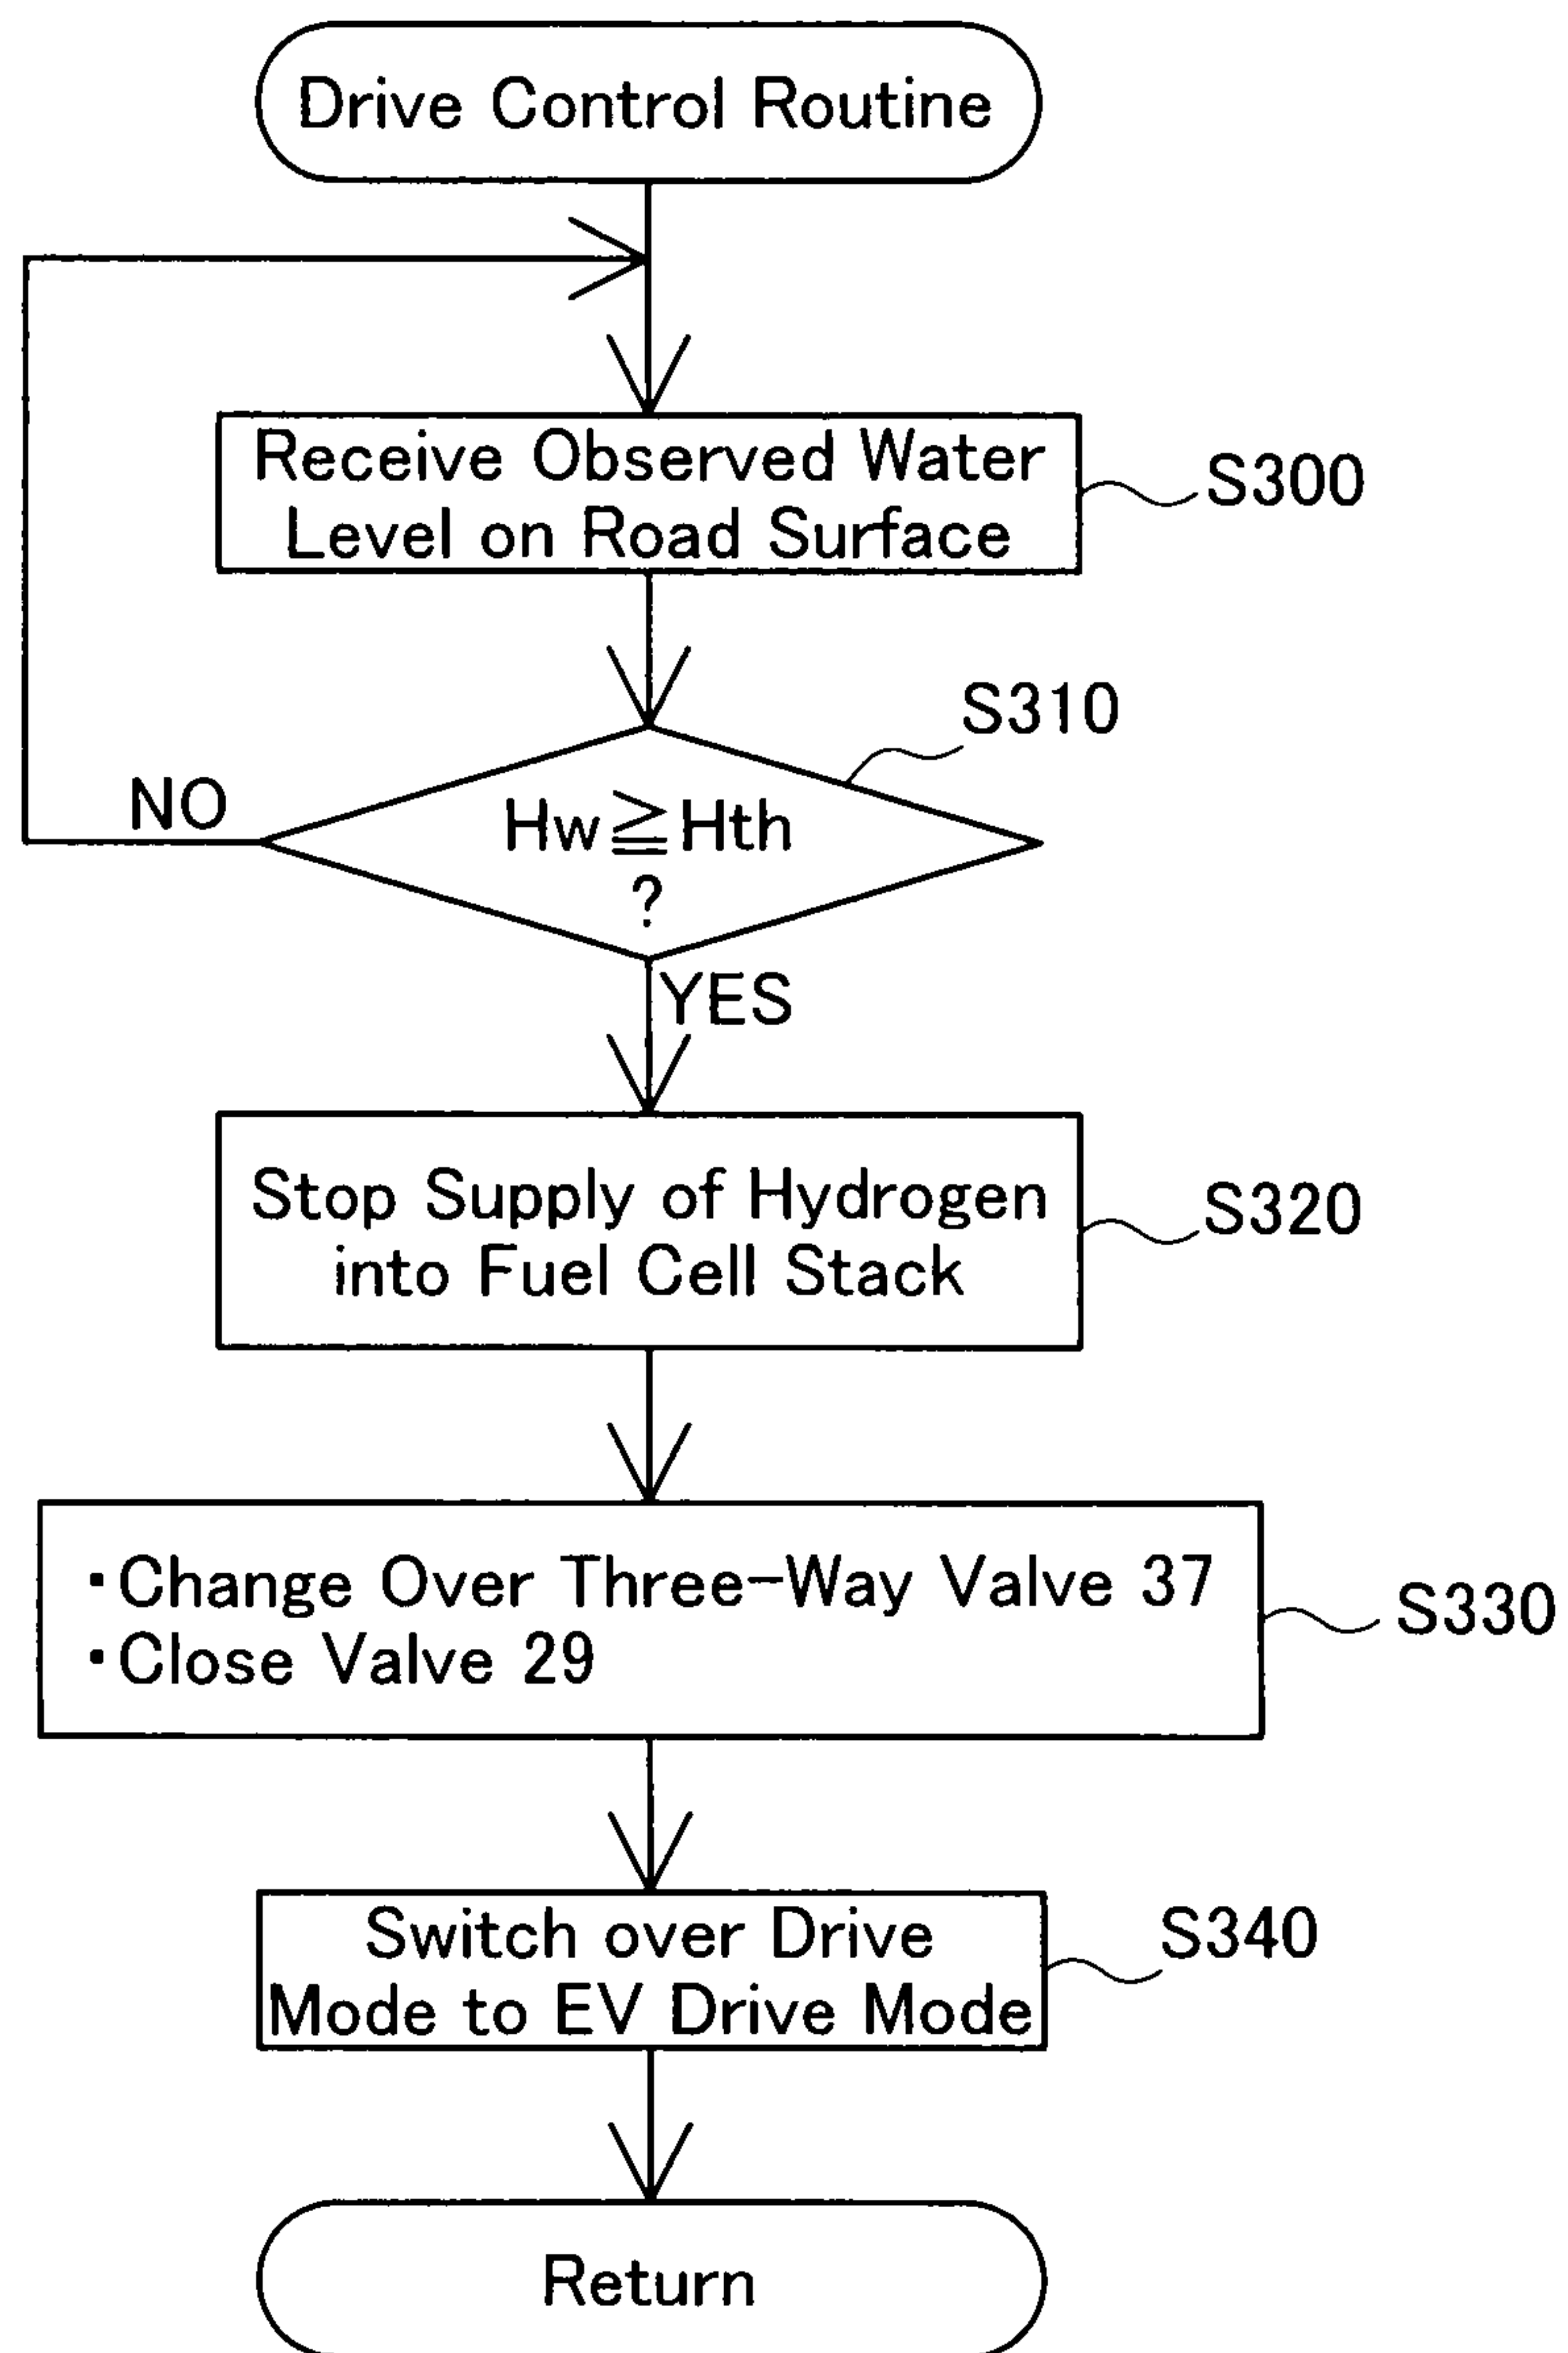 Drive Control Routine
Receive Observed Water
Level on Road Surface
S300
S310
NO
Hw≧Hth
?
YES
Stop Supply of Hydrogen
into Fuel Cell Stack
S320
・Change Over Three-Way Valve 37
・Close Valve 29
S330
Switch over Drive
Mode to EV Drive Mode
S340
Return